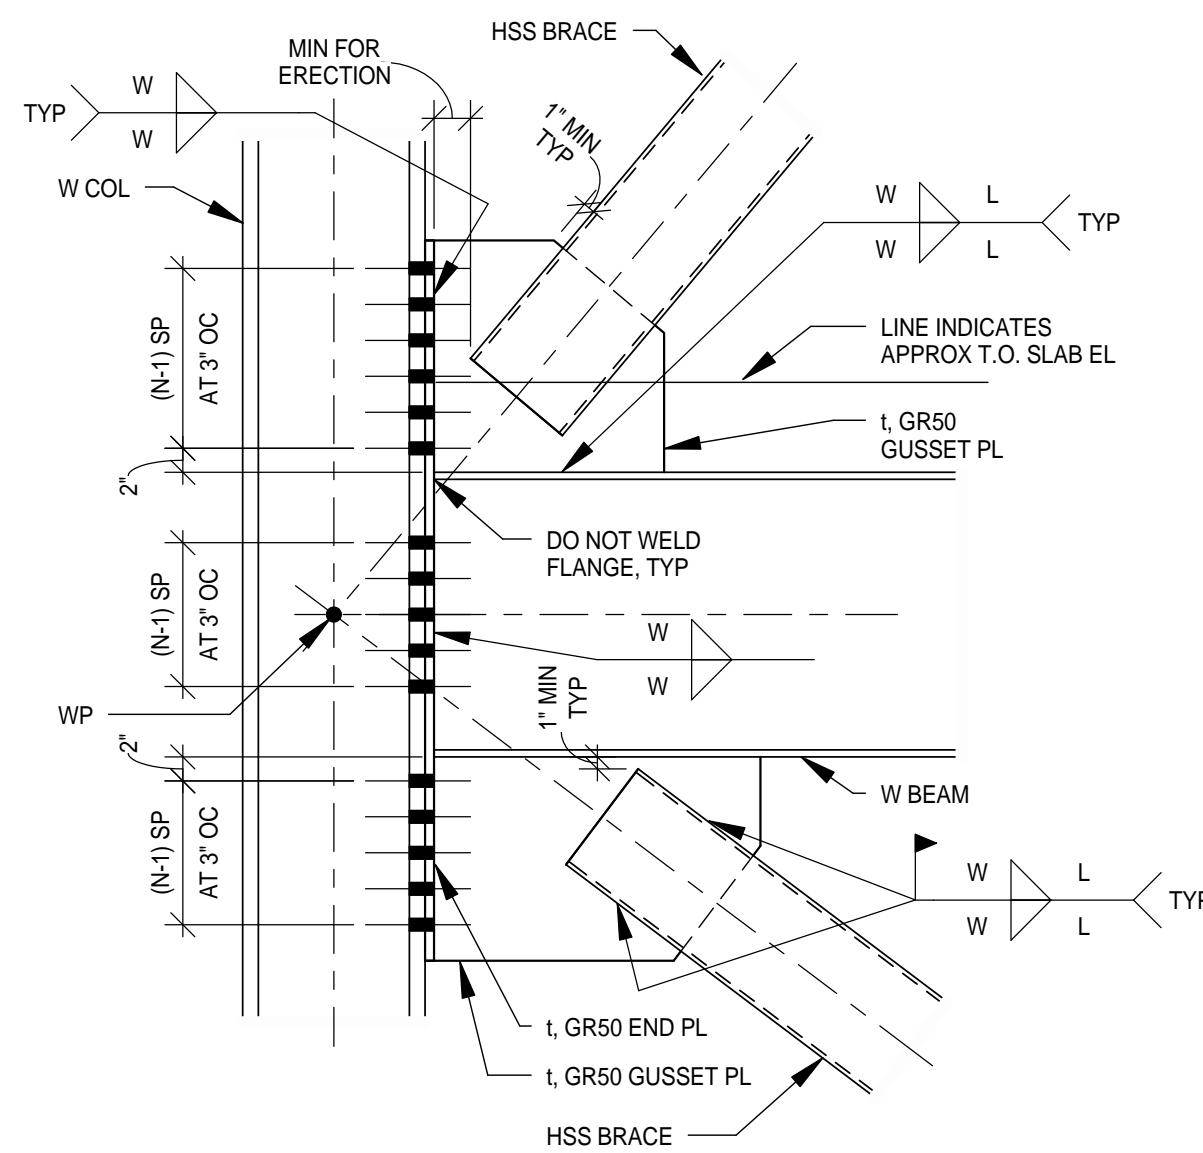 HSS BRACE
MIN FOR
ERECTION
W
TYP
W
1" MIN
TYP
W COL
W L
TYP
W L
(N-1) SP
AT 3" OC
LINE INDICATES
APPROX T.O. SLAB EL
t, GR50
GUSSET PL
2"
DO NOT WELD
FLANGE, TYP
(N-1) SP
AT 3" OC
W
W
1" MIN
TYP
WP
2"
W BEAM
(N-1) SP
AT 3" OC
W L
TYP
W L
t, GR50 END PL
t, GR50 GUSSET PL
HSS BRACE